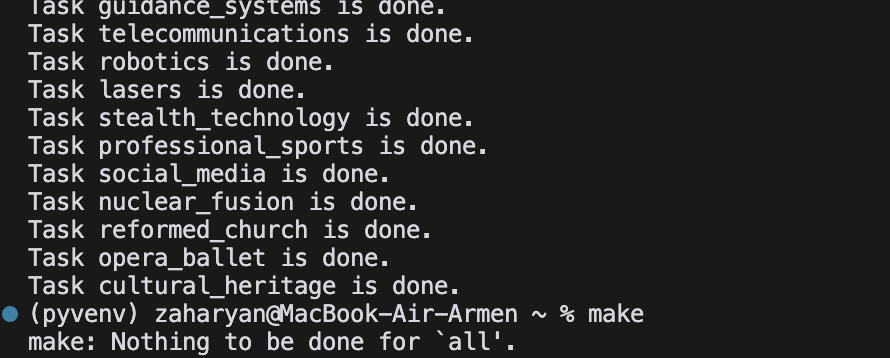 Task guidance_systems is done.
Task telecommunications is done.
Task robotics is done.
Task lasers is done.
Task stealth_technology is done.
Task professional_sports is done.
Task social_media is done.
Task nuclear_fusion is done.
Task reformed_church is done.
Task opera_ballet is done.
Task cultural_heritage is done.
(pyvenv) zaharyan@MacBook-Air-Armen ~ % make
make: Nothing to be done for `all'.